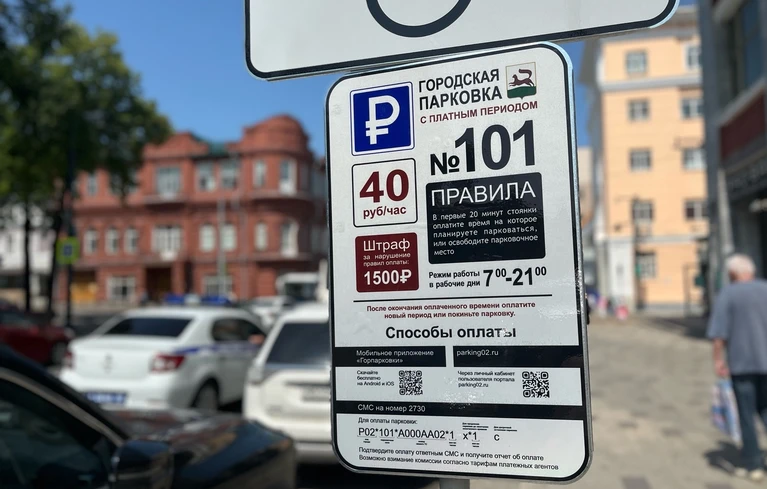 ГОРОДСКАЯ
ПАРКОВКА
С ПЛАТНЫМ ПЕРИОДОМ
₽
№101
40
руб/час
ПРАВИЛА
В первые 20 минут стоянки
оплатите время на которое
планируете парковаться,
или освободите парковочное
место
Штраф
за нарушение
правил оплаты:
1500₽
Режим работы
в рабочие дни 7⁰⁰-21⁰⁰
После окончания оплаченного времени оплатите
новый период или покиньте парковку.
Способы оплаты
Мобильное приложение
«Горпарковки»
parking02.ru
Скачайте
бесплатно
на Android и iOS
Через личный кабинет
пользователя портала
parking02.ru
СМС на номер 2730
Для оплаты парковки:
P02*101*A000AA02*1
x*1
c
Подтвердите оплату ответным СМС и получите отчет об оплате
Возможно взимание комиссии согласно тарифам платежных агентов